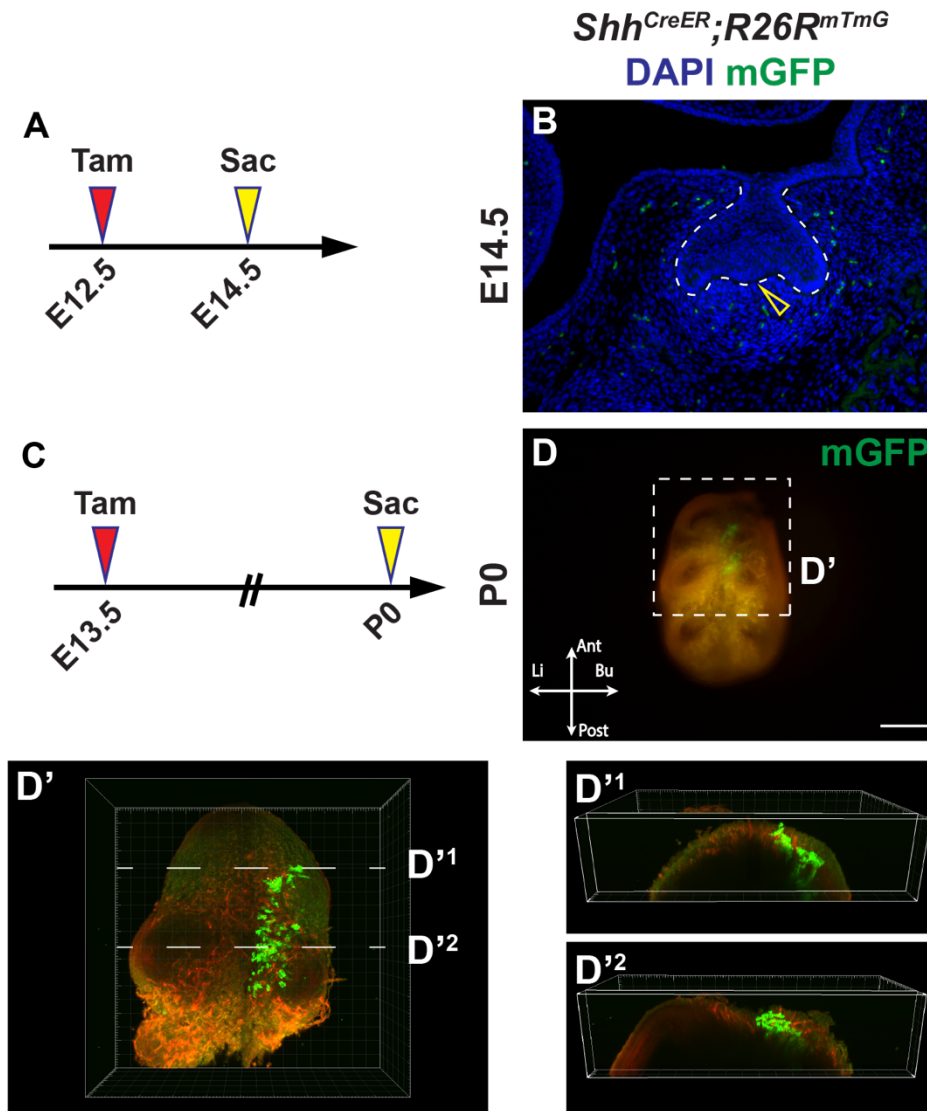 Shh^CreER;R26R^mTmG
DAPI mGFP
A
Tam Sac
E12.5 E14.5
E14.5
B
C
Tam Sac
E13.5 P0
P0
D
mGFP
D'
Ant
Li Bu
Post
D'
D'1
D'2
D'1
D'2